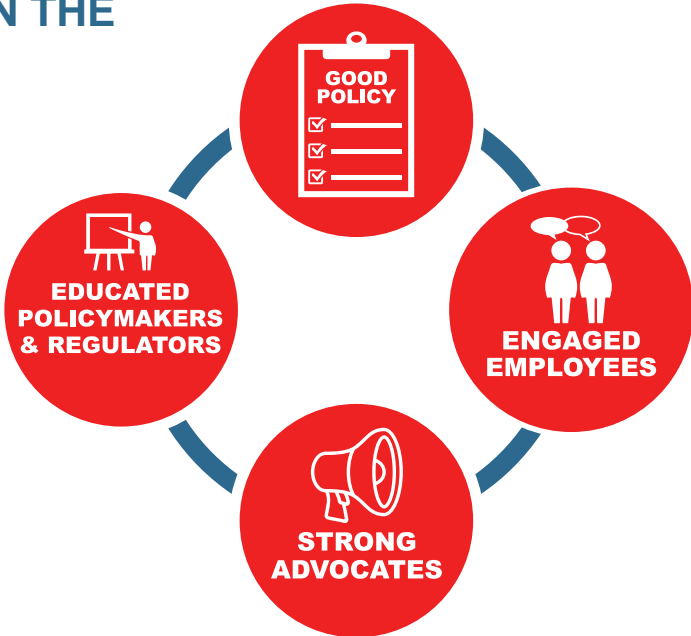 N THE
GOOD
POLICY
EDUCATED
POLICYMAKERS
& REGULATORS
ENGAGED
EMPLOYEES
STRONG
ADVOCATES